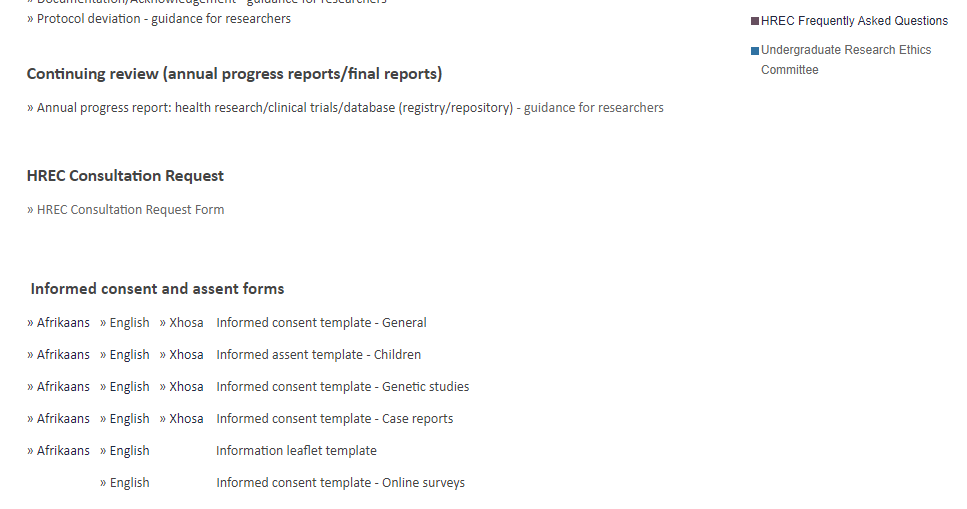 » Documentation/Acknowledgement - guidance for researchers
» Protocol deviation - guidance for researchers
HREC Frequently Asked Questions
Undergraduate Research Ethics
Committee
Continuing review (annual progress reports/final reports)
» Annual progress report: health research/clinical trials/database (registry/repository) - guidance for researchers
HREC Consultation Request
» HREC Consultation Request Form
Informed consent and assent forms
» Afrikaans » English » Xhosa Informed consent template - General
» Afrikaans » English » Xhosa Informed assent template - Children
» Afrikaans » English » Xhosa Informed consent template - Genetic studies
» Afrikaans » English » Xhosa Informed consent template - Case reports
» Afrikaans » English Information leaflet template
» English Informed consent template - Online surveys